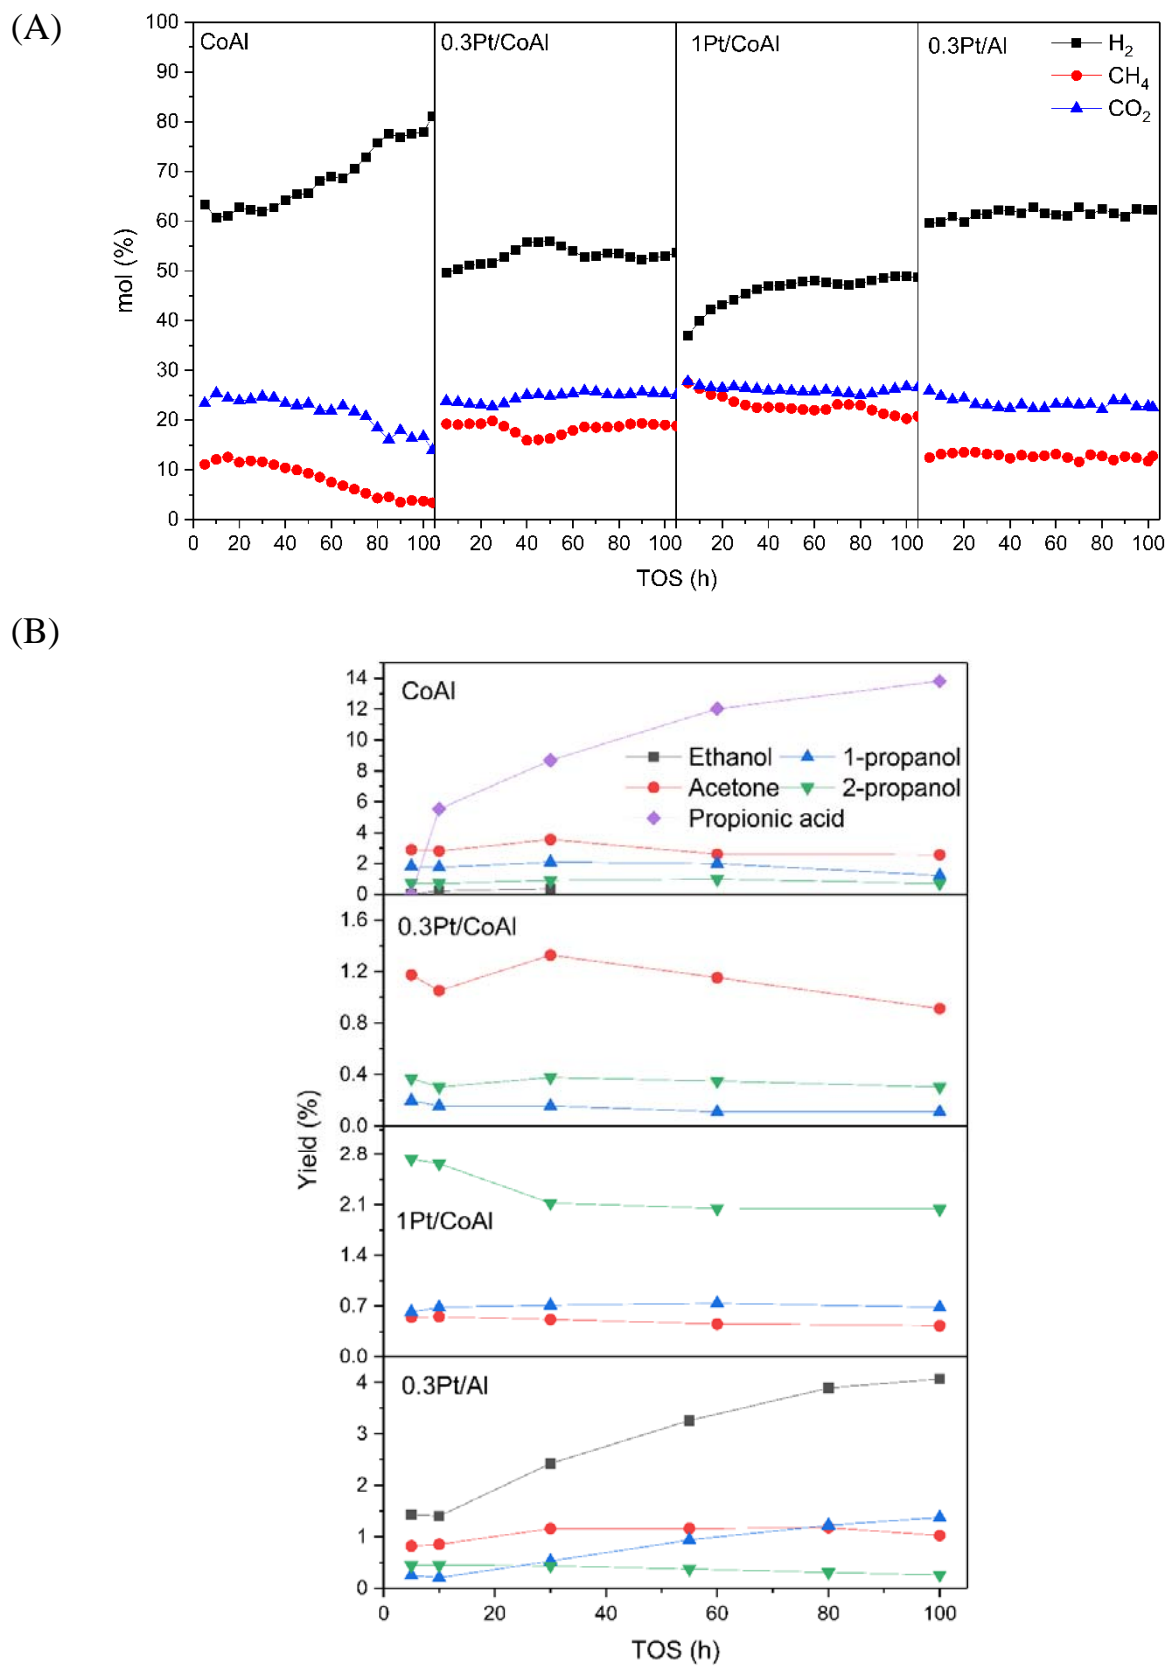 (A)
CoAl
0.3Pt/CoAl
1Pt/CoAl
0.3Pt/Al
H2
CH4
CO2
100
90
80
70
60
50
40
30
20
10
0
mol (%)
0 20 40 60 80 100 20 40 60 80 100 20 40 60 80 100 20 40 60 80 100
TOS (h)
(B)
CoAl
Ethanol
1-propanol
Acetone
2-propanol
Propionic acid
14
12
10
8
6
4
2
0
0.3Pt/CoAl
1.6
1.2
0.8
0.4
0.0
Yield (%)
1Pt/CoAl
2.8
2.1
1.4
0.7
0.0
0.3Pt/Al
4
3
2
1
0
0 20 40 60 80 100
TOS (h)